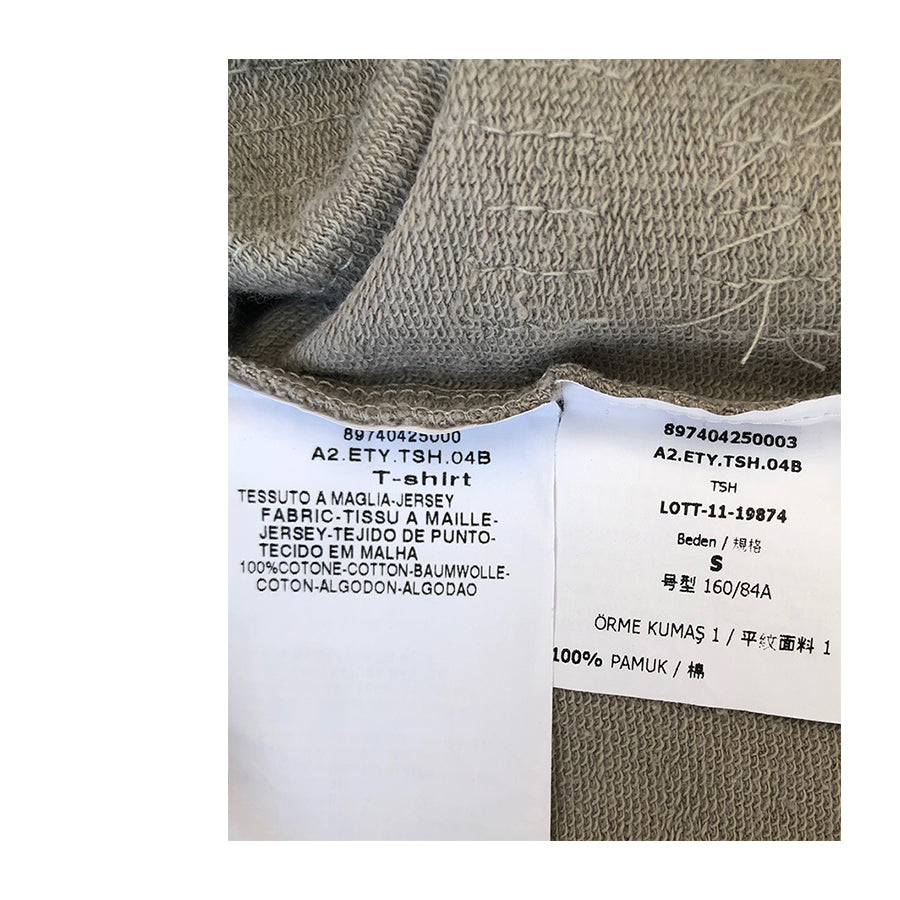 89740425000
A2.ETY.TSH.04B
T-shirt
TESSUTO A MAGLIA-JERSEY
FABRIC-TISSU A MAILLE-
JERSEY-TEJIDO DE PUNTO-
TECIDO EM MALHA
100%COTONE-COTTON-BAUMWOLLE-
COTON-ALGODON-ALGODAO
897404250003
A2.ETY.TSH.04B
TSH
LOTT-11-19874
Beden / 規格
S
号型 160/84A
ÖRME KUMAŞ 1 / 平紋面料 1
100% PAMUK / 棉